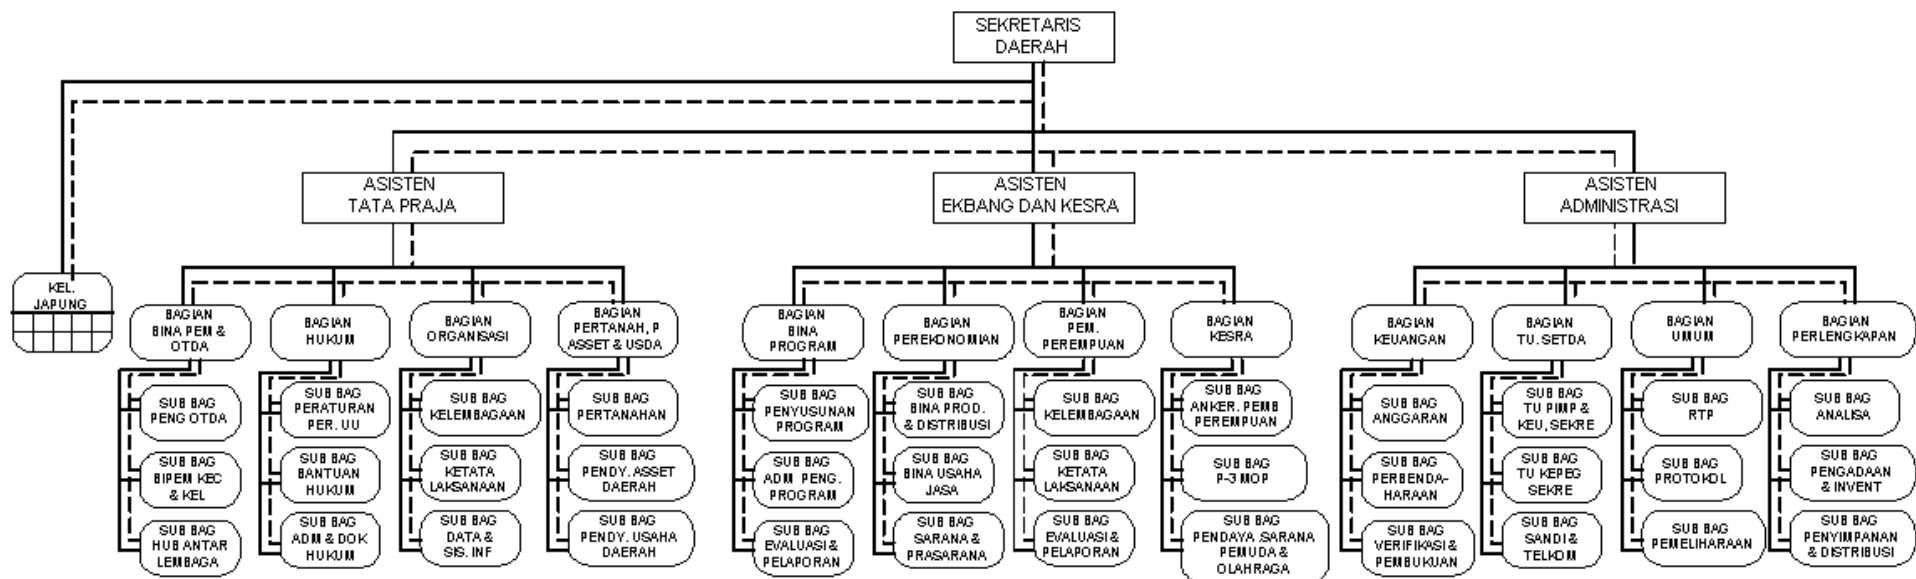 SEKRETARIS
DAERAH
ASISTEN
TATA PRAJA
ASISTEN
EKBANG DAN KESRA
ASISTEN
ADMINISTRASI
KEL.
JAPUNG
BAGIAN
BINA PEM &
OTDA
BAGIAN
HUKUM
BAGIAN
ORGANISASI
BAGIAN
PERTANAH, P
ASSET & USDA
BAGIAN
BINA
PROGRAM
BAGIAN
PEREKONOMIAN
BAGIAN
PEM.
PEREMPUAN
BAGIAN
KESRA
BAGIAN
KEUANGAN
BAGIAN
TU. SETDA
BAGIAN
UMUM
BAGIAN
PERLENGKAPAN
SUB BAG
PENG OTDA
SUB BAG
PERATURAN
PER. UU
SUB BAG
KELEMBAGAAN
SUB BAG
PERTANAHAN
SUB BAG
PENYUSUNAN
PROGRAM
SUB BAG
BINA PROD.
& DISTRIBUSI
SUB BAG
KELEMBAGAAN
SUB BAG
ANKER. PEMB
PEREMPUAN
SUB BAG
ANGGARAN
SUB BAG
TU PIMP &
KEU, SEKRE
SUB BAG
RTP
SUB BAG
ANALISA
SUB BAG
BIPEM KEC
& KEL
SUB BAG
BANTUAN
HUKUM
SUB BAG
KETATA
LAKSANAAN
SUB BAG
PENDY. ASSET
DAERAH
SUB BAG
ADM PENG.
PROGRAM
SUB BAG
BINA USAHA
JASA
SUB BAG
KETATA
LAKSANAAN
SUB BAG
P-3 MOP
SUB BAG
PERBENDA-
HARAAN
SUB BAG
TU KEPEG
SEKRE
SUB BAG
PROTOKOL
SUB BAG
PENGADAAN
& INVENT
SUB BAG
HUB ANTAR
LEMBAGA
SUB BAG
ADM & DOK
HUKUM
SUB BAG
DATA &
SIS. INF
SUB BAG
PENDY. USAHA
DAERAH
SUB BAG
EVALUASI &
PELAPORAN
SUB BAG
SARANA &
PRASARANA
SUB BAG
EVALUASI &
PELAPORAN
SUB BAG
PENDAYA.SARANA
PEMUDA &
OLAHRAGA
SUB BAG
VERIFIKASI &
PEMBUKUAN
SUB BAG
SANDI &
TELKOM
SUB BAG
PEMELIHARAAN
SUB BAG
PENYIMPANAN
& DISTRIBUSI